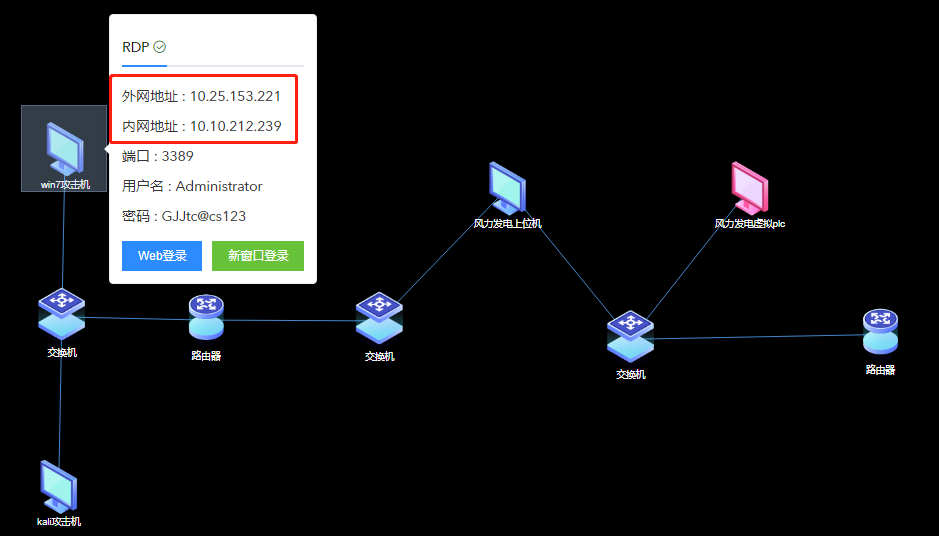 RDP
外网地址 : 10.25.153.221
内网地址 : 10.10.212.239
端口 : 3389
用户名 : Administrator
密码 : GJJtc@cs123
Web登录 新窗口登录
win7攻击机
风力发电上位机
风力发电虚拟plc
交换机
路由器
交换机
交换机
路由器
kali攻击机